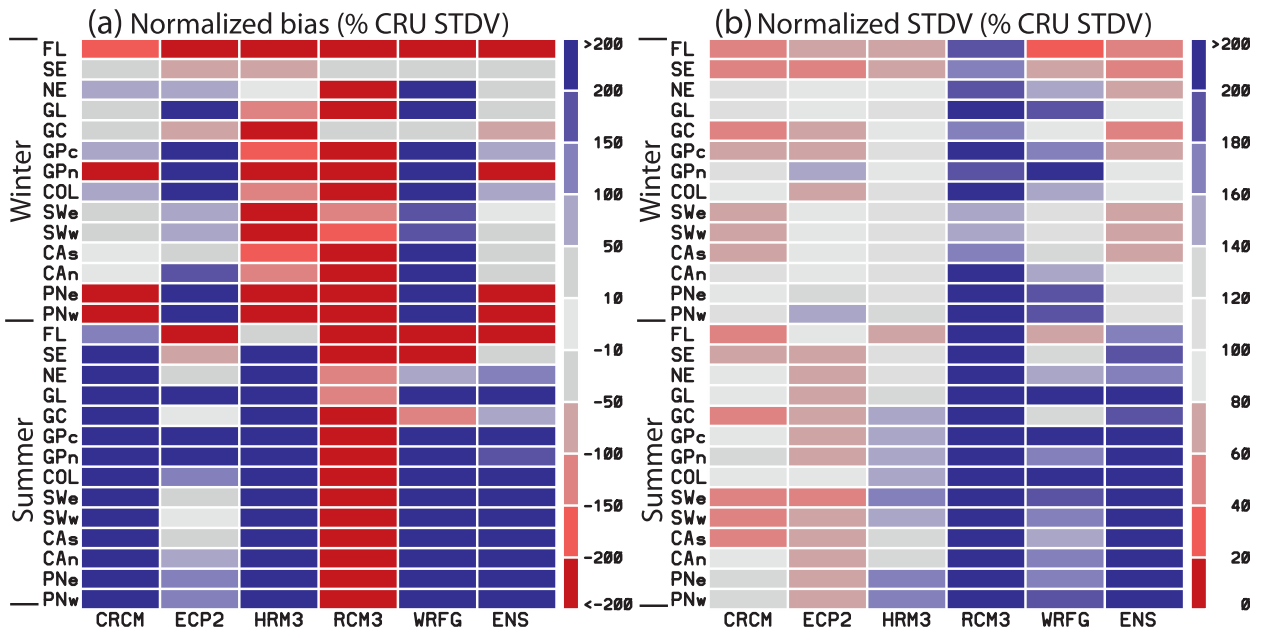 (a) Normalized bias (% CRU STDV)
Winter
Summer
FL
SE
NE
GL
GC
GPc
GPn
COL
SWe
SWw
CAs
CAn
PNe
PNw
FL
SE
NE
GL
GC
GPc
GPn
COL
SWe
SWw
CAs
CAn
PNe
PNw
CRCM ECP2 HRM3 RCM3 WRFG ENS
>200
200
150
100
50
10
-10
-50
-100
-150
-200
<-200
(b) Normalized STDV (% CRU STDV)
Winter
Summer
FL
SE
NE
GL
GC
GPc
GPn
COL
SWe
SWw
CAs
CAn
PNe
PNw
FL
SE
NE
GL
GC
GPc
GPn
COL
SWe
SWw
CAs
CAn
PNe
PNw
CRCM ECP2 HRM3 RCM3 WRFG ENS
>200
200
180
160
140
120
100
80
60
40
20
0